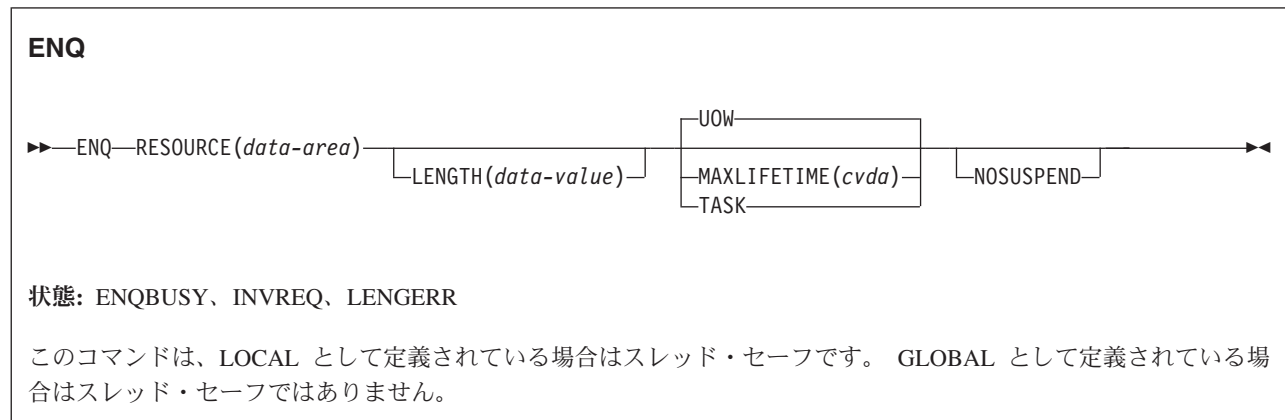 ENQ
UOW
►►—ENQ—RESOURCE(data-area)
LENGTH(data-value)
MAXLIFETIME(cvda)
NOSUSPEND
►◄
TASK
状態: ENQBUSY、INVREQ、LENGERR
このコマンドは、LOCAL として定義されている場合はスレッド・セーフです。 GLOBAL として定義されている場
合はスレッド・セーフではありません。